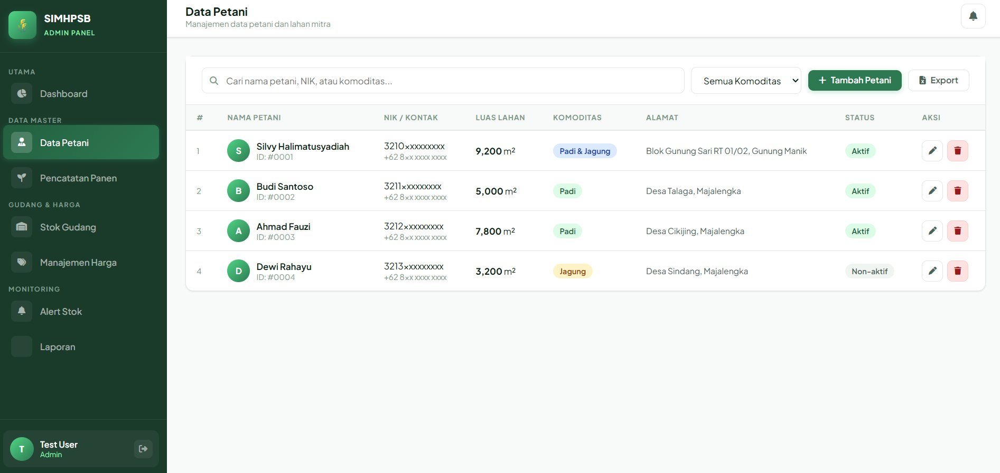 SIMHPSB
ADMIN PANEL
UTAMA
Dashboard
DATA MASTER
Data Petani
Pencatatan Panen
GUDANG & HARGA
Stok Gudang
Manajemen Harga
MONITORING
Alert Stok
Laporan
T
Test User
Admin
Data Petani
Manajemen data petani dan lahan mitra
Cari nama petani, NIK, atau komoditas...
Semua Komoditas
+ Tambah Petani
Export
# NAMA PETANI NIK / KONTAK LUAS LAHAN KOMODITAS ALAMAT STATUS AKSI
1 S Silvy Halimatusyadiah 3210xxxxxxxxx 9,200 m² Padi & Jagung Blok Gunung Sari RT 01/02, Gunung Manik Aktif
ID: #0001 +62 8xx xxxx xxxx
2 B Budi Santoso 3211xxxxxxxxx 5,000 m² Padi Desa Talaga, Majalengka Aktif
ID: #0002 +62 8xx xxxx xxxx
3 A Ahmad Fauzi 3212xxxxxxxxx 7,800 m² Padi Desa Cikijing, Majalengka Aktif
ID: #0003 +62 8xx xxxx xxxx
4 D Dewi Rahayu 3213xxxxxxxxx 3,200 m² Jagung Desa Sindang, Majalengka Non-aktif
ID: #0004 +62 8xx xxxx xxxx